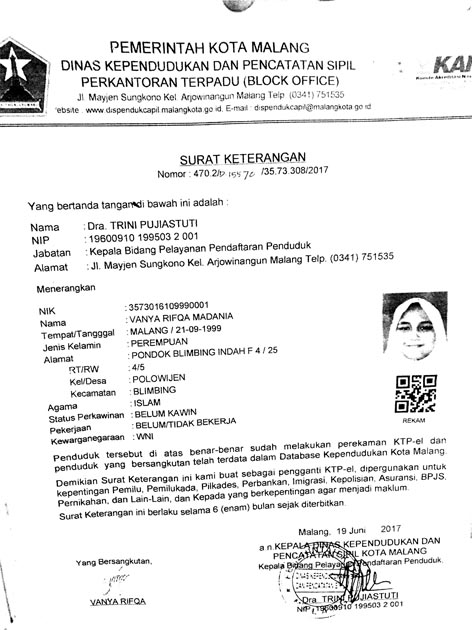 PEMERINTAH KOTA MALANG
DINAS KEPENDUDUKAN DAN PENCATATAN SIPIL
PERKANTORAN TERPADU (BLOCK OFFICE)
Jl. Mayjen Sungkono Kel. Arjowinangun Malang Telp. (0341) 751535
ebsite : www.dispendukcapil.malangkota.go.id. E-mail : dispendukcapil@malangkota.go.id
KAN
Komite Akreditasi N
SURAT KETERANGAN
Nomor : 470.2/ /35.73.308/2017
Yang bertanda tangan di bawah ini adalah :
Nama : Dra. TRINI PUJIASTUTI
NIP : 19600910 199503 2 001
Jabatan : Kepala Bidang Pelayanan Pendaftaran Penduduk
Alamat : Jl. Mayjen Sungkono Kel. Arjowinangun Malang Telp. (0341) 751535
Menerangkan
NIK : 3573016109990001
Nama : VANYA RIFQA MADANIA
Tempat/Tangggal : MALANG / 21-09-1999
Jenis Kelamin : PEREMPUAN
Alamat : PONDOK BLIMBING INDAH F 4 / 25
RT/RW : 4/5
Kel/Desa : POLOWIJEN
Kecamatan : BLIMBING
Agama : ISLAM
Status Perkawinan : BELUM KAWIN
Pekerjaan : BELUM/TIDAK BEKERJA
Kewarganegaraan : WNI
REKAM
Penduduk tersebut di atas benar-benar sudah melakukan perekaman KTP-el dan
penduduk yang bersangkutan telah terdata dalam Database Kependudukan Kota Malang.
Demikian Surat Keterangan ini kami buat sebagai pengganti KTP-el, dipergunakan untuk
kepentingan Pemilu, Pemilukada, Pilkades, Perbankan, Imigrasi, Kepolisian, Asuransi, BPJS,
Pernikahan, dan Lain-Lain, dan Kepada yang berkepentingan agar menjadi maklum.
Surat Keterangan ini berlaku selama 6 (enam) bulan sejak diterbitkan.
Malang, 19 Juni 2017
a.n.KEPALA DINAS KEPENDUDUKAN DAN
PENCATATAN SIPIL KOTA MALANG
Kepala Bidang Pelayanan Pendaftaran Penduduk.
Yang Bersangkutan,
VANYA RIFQA
Dra. TRINI PUJIASTUTI
NIP 19600910 199503 2 001